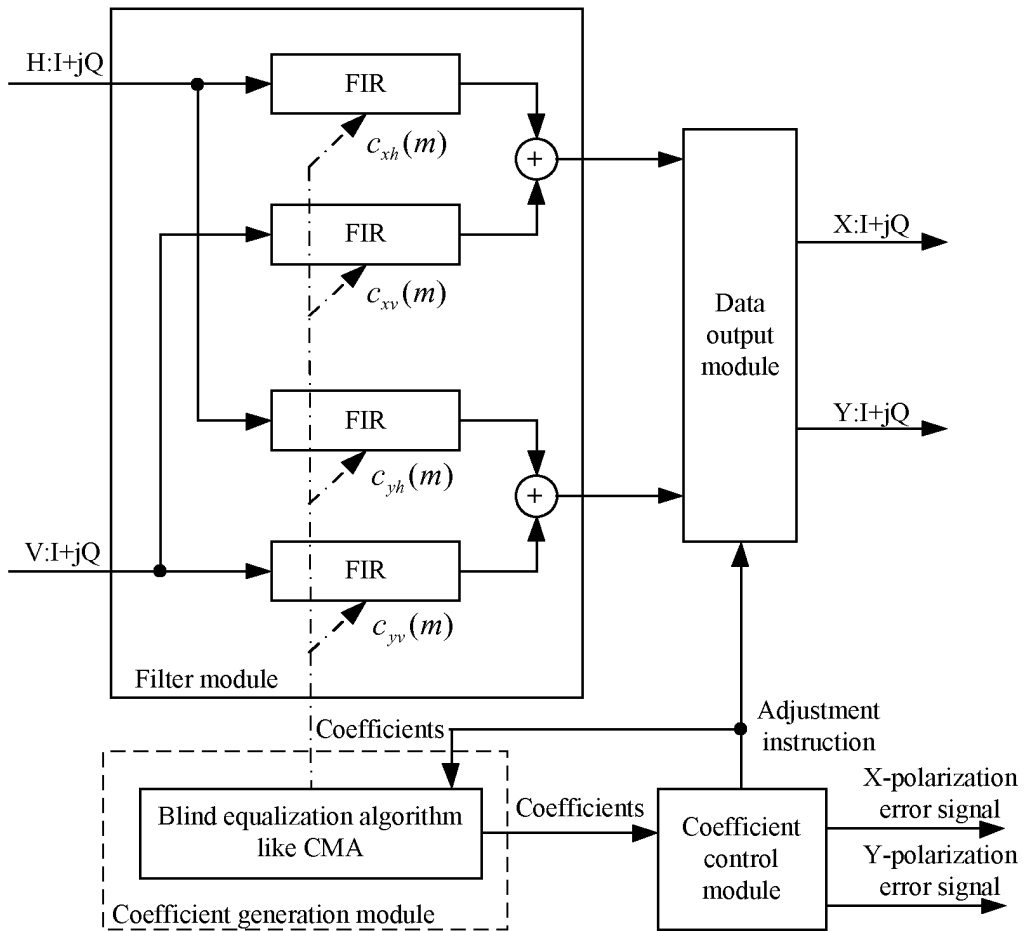 H:I+jQ
FIR
c_xh(m)
+
FIR
c_xv(m)
X:I+jQ
Data
output
module
FIR
c_yh(m)
Y:I+jQ
+
V:I+jQ
FIR
c_yv(m)
Filter module
Coefficients
Adjustment
instruction
Blind equalization algorithm
like CMA
Coefficients
Coefficient
control
module
X-polarization
error signal
Y-polarization
error signal
Coefficient generation module